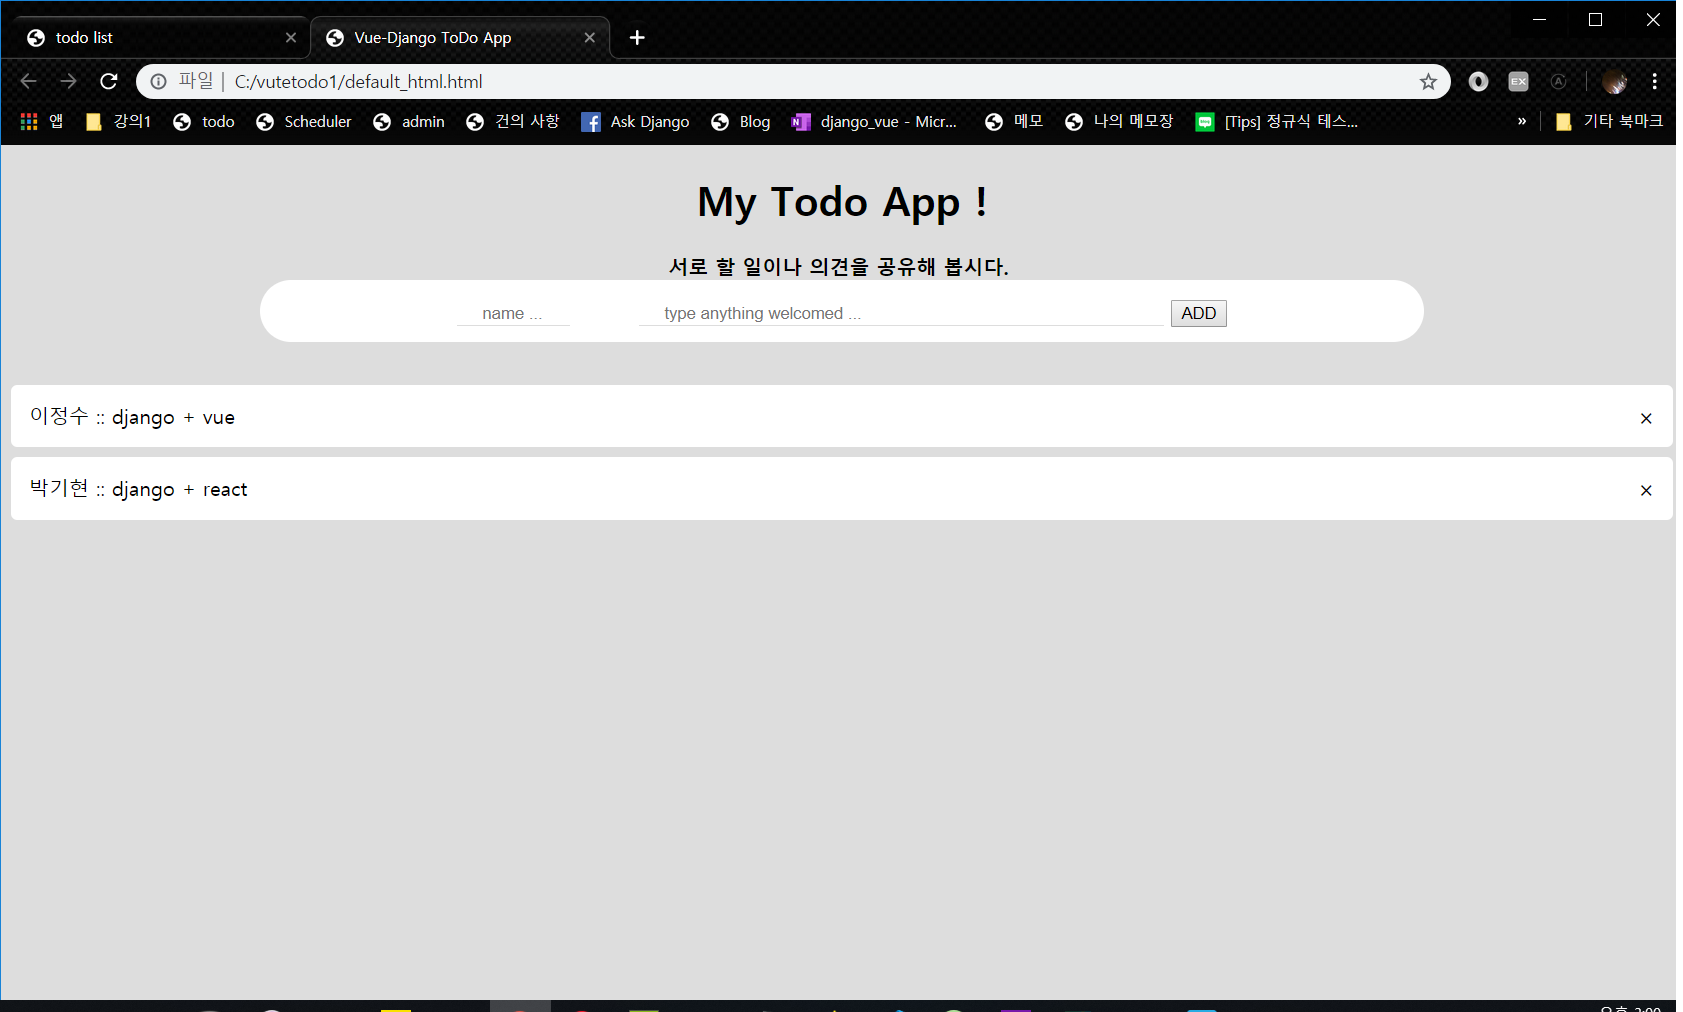 todo list
Vue-Django ToDo App
파일 | C:/vutetodo1/default_html.html
앱 강의1 todo Scheduler admin 건의 사항 Ask Django Blog django_vue - Micr... 메모 나의 메모장 [Tips] 정규식 테스... » 기타 북마크
My Todo App !
서로 할 일이나 의견을 공유해 봅시다.
name ... type anything welcomed ... ADD
이정수 :: django + vue ×
박기현 :: django + react ×